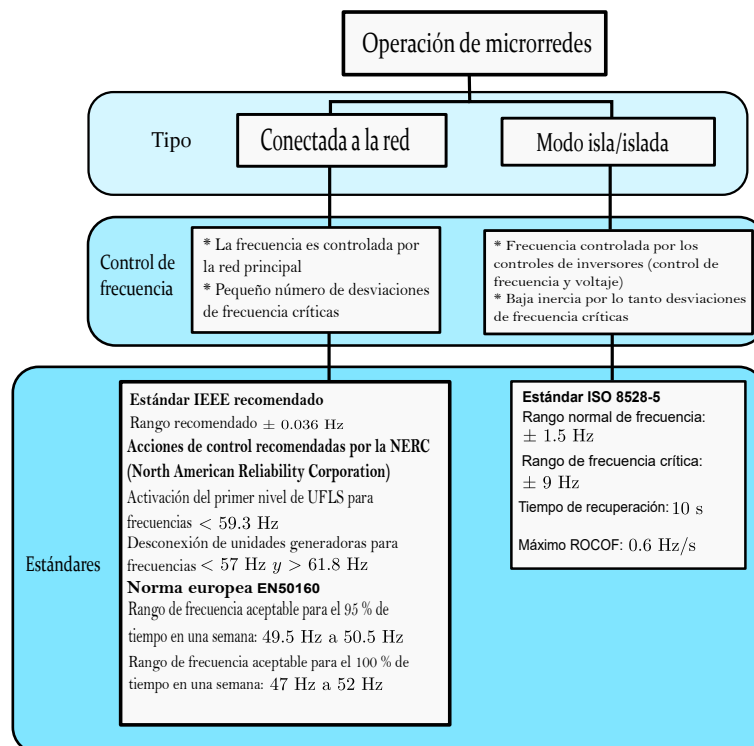 Operación de microrredes
Tipo
Conectada a la red
Modo isla/islada
Control de
frecuencia
* La frecuencia es controlada por
la red principal
* Pequeño número de desviaciones
de frecuencia críticas
* Frecuencia controlada por los
controles de inversores (control de
frecuencia y voltaje)
* Baja inercia por lo tanto desviaciones
de frecuencia críticas
Estándares
Estándar IEEE recomendado
Rango recomendado ± 0.036 Hz
Acciones de control recomendadas por la NERC
(North American Reliability Corporation)
Activación del primer nivel de UFLS para
frecuencias < 59.3 Hz
Desconexión de unidades generadoras para
frecuencias < 57 Hz y > 61.8 Hz
Norma europea EN50160
Rango de frecuencia aceptable para el 95 % de
tiempo en una semana: 49.5 Hz a 50.5 Hz
Rango de frecuencia aceptable para el 100 % de
tiempo en una semana: 47 Hz a 52 Hz
Estándar ISO 8528-5
Rango normal de frecuencia:
± 1.5 Hz
Rango de frecuencia crítica:
± 9 Hz
Tiempo de recuperación: 10 s
Máximo ROCOF: 0.6 Hz/s